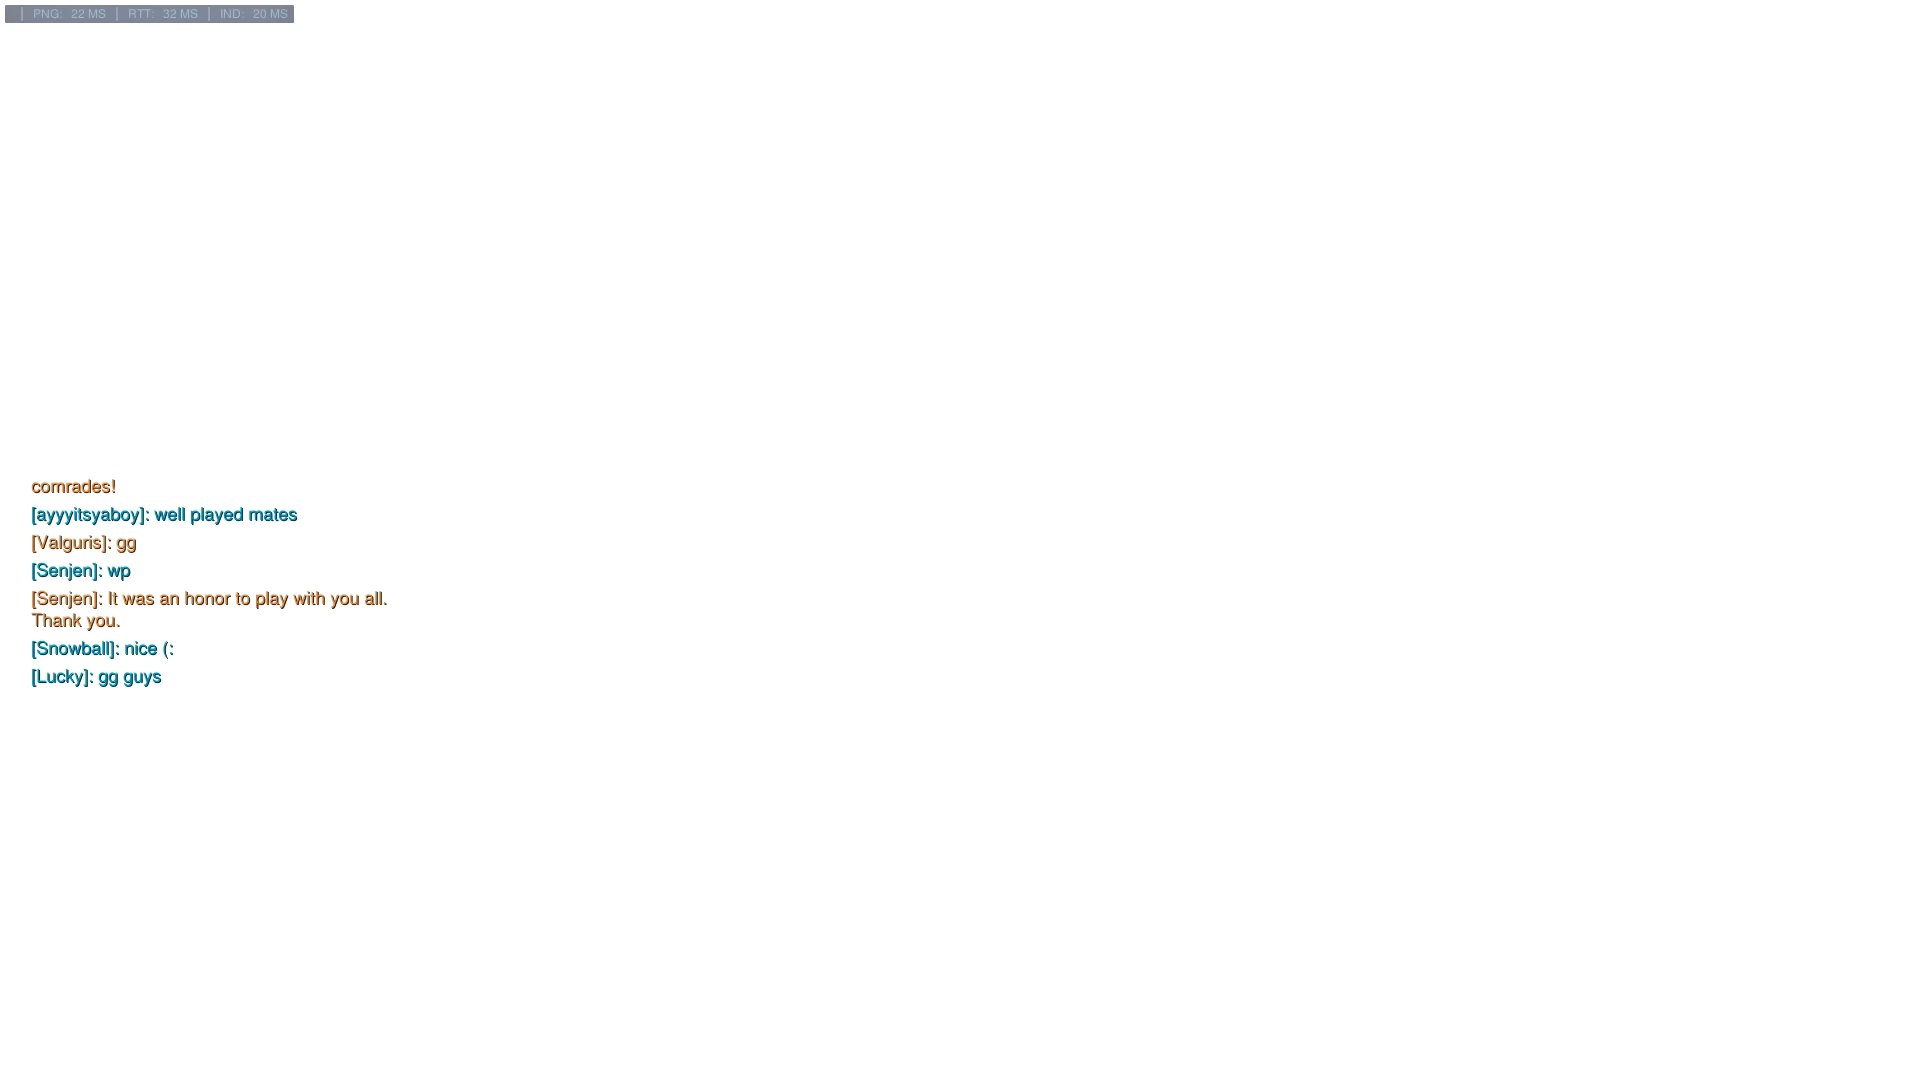 | PNG: 22 MS | RTT: 32 MS | IND: 20 MS
comrades!
[ayyyitsyaboy]: well played mates
[Valguris]: gg
[Senjen]: wp
[Senjen]: It was an honor to play with you all.
Thank you.
[Snowball]: nice (:
[Lucky]: gg guys